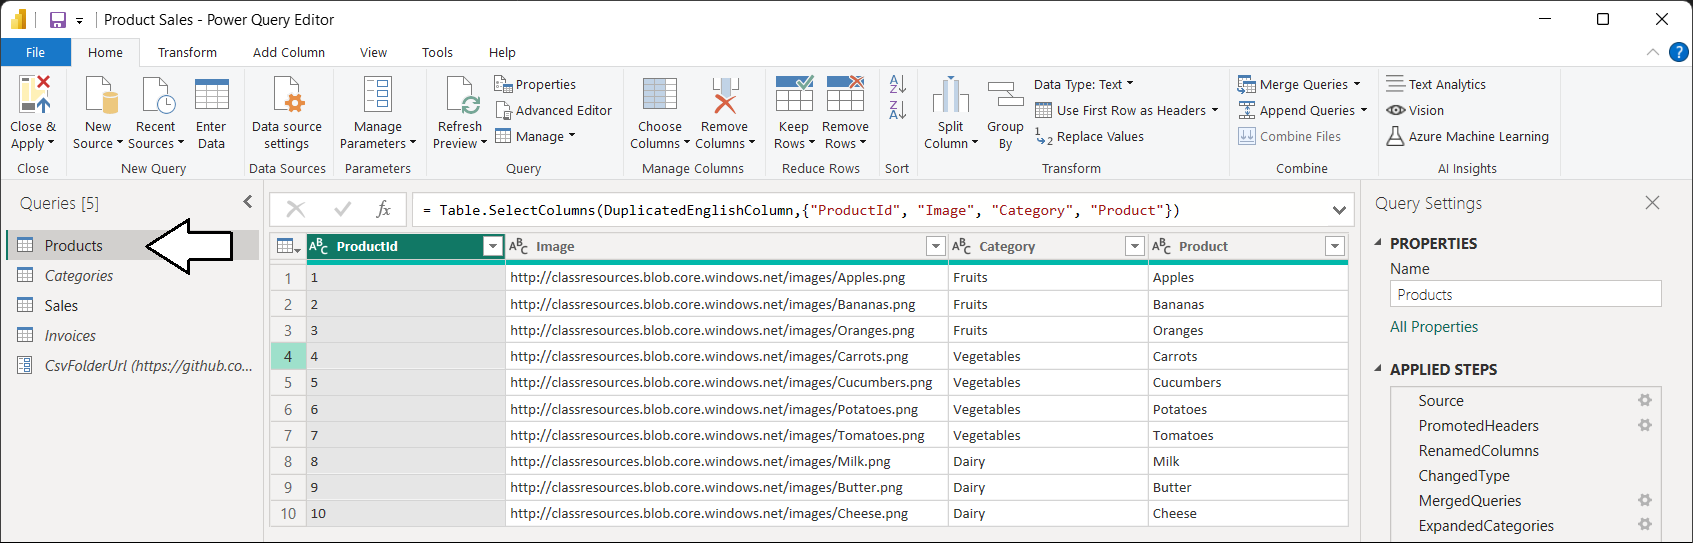 Product Sales - Power Query Editor
File Home Transform Add Column View Tools Help
Close & Apply
New Source
Recent Sources
Enter Data
Data source settings
Manage Parameters
Refresh Preview
Properties
Advanced Editor
Manage
Choose Columns
Remove Columns
Keep Rows
Remove Rows
A Z
Z A
Split Column
Group By
Data Type: Text
Use First Row as Headers
1 2 Replace Values
Merge Queries
Append Queries
Combine Files
Text Analytics
Vision
Azure Machine Learning
Close New Query Data Sources Parameters Query Manage Columns Reduce Rows Sort Transform Combine AI Insights
Queries [5]
Products
Categories
Sales
Invoices
CsvFolderUrl (https://github.co...
fx = Table.SelectColumns(DuplicatedEnglishColumn,{"ProductId", "Image", "Category", "Product"})
ABC ProductId ABC Image ABC Category ABC Product
1 1 http://classresources.blob.core.windows.net/images/Apples.png Fruits Apples
2 2 http://classresources.blob.core.windows.net/images/Bananas.png Fruits Bananas
3 3 http://classresources.blob.core.windows.net/images/Oranges.png Fruits Oranges
4 4 http://classresources.blob.core.windows.net/images/Carrots.png Vegetables Carrots
5 5 http://classresources.blob.core.windows.net/images/Cucumbers.png Vegetables Cucumbers
6 6 http://classresources.blob.core.windows.net/images/Potatoes.png Vegetables Potatoes
7 7 http://classresources.blob.core.windows.net/images/Tomatoes.png Vegetables Tomatoes
8 8 http://classresources.blob.core.windows.net/images/Milk.png Dairy Milk
9 9 http://classresources.blob.core.windows.net/images/Butter.png Dairy Butter
10 10 http://classresources.blob.core.windows.net/images/Cheese.png Dairy Cheese
Query Settings
PROPERTIES
Name
Products
All Properties
APPLIED STEPS
Source
PromotedHeaders
RenamedColumns
ChangedType
MergedQueries
ExpandedCategories